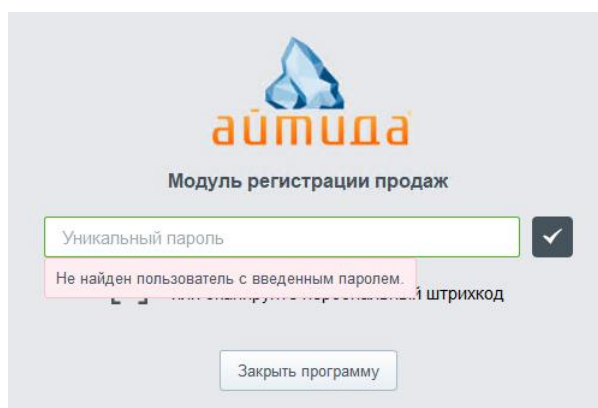 айтида
Модуль регистрации продаж
Уникальный пароль
Не найден пользователь с введенным паролем.
штрихкод
Закрыть программу